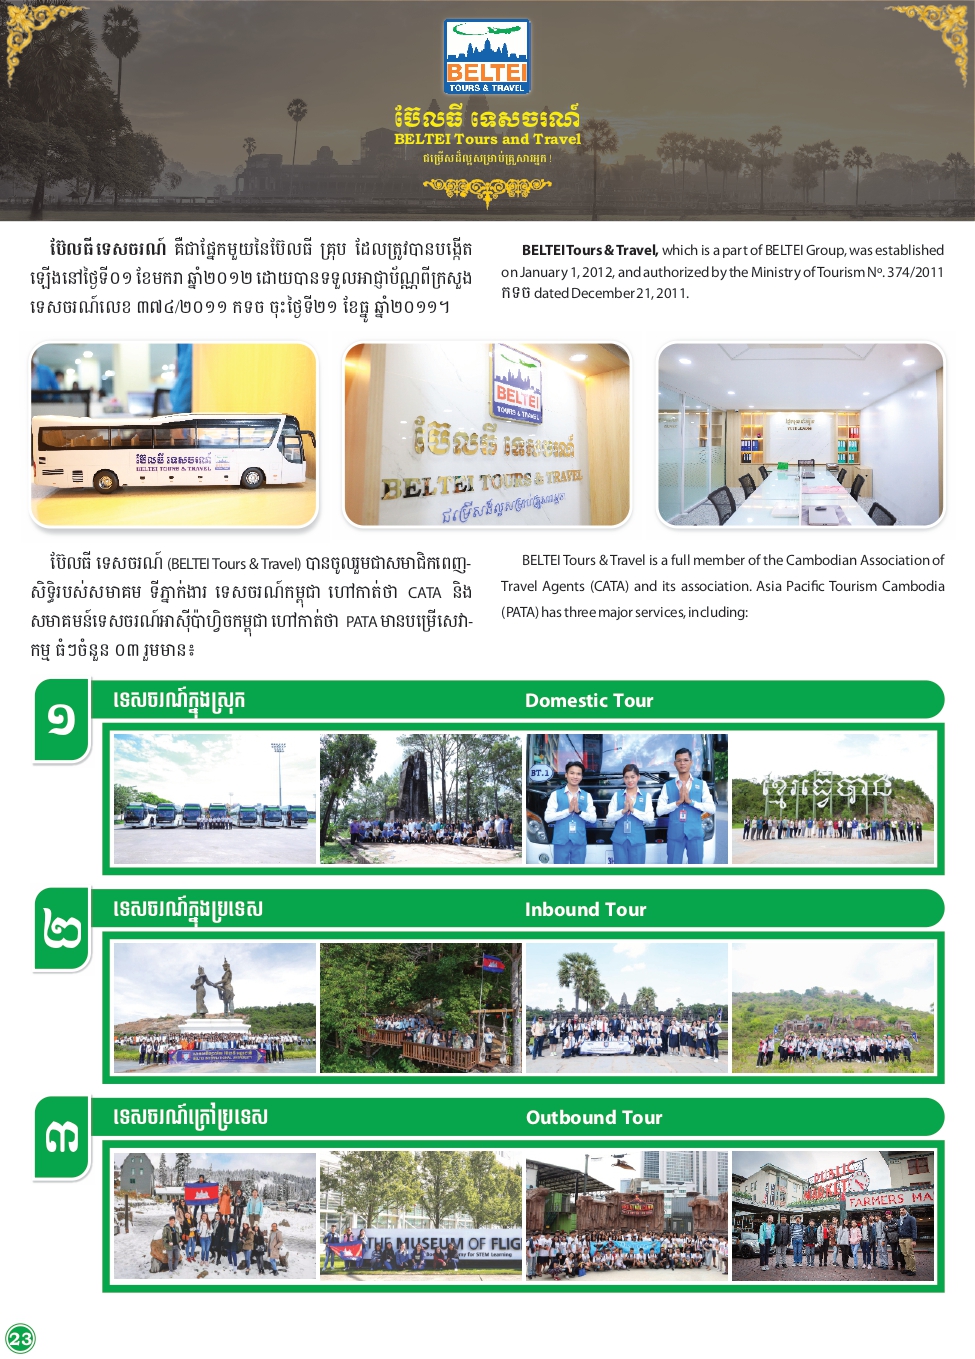 BELTEI
TOURS & TRAVEL
ប៊ែលធី ទេសចរណ៍
BELTEI Tours and Travel
ជម្រើសដ៏ល្អសម្រាប់គ្រួសារអ្នក !
ប៊ែលធី ទេសចរណ៍ គឺជាផ្នែកមួយនៃប៊ែលធី គ្រុប ដែលត្រូវបានបង្កើត
ឡើងនៅថ្ងៃទី០១ ខែមករា ឆ្នាំ២០១២ ដោយបានទទួលអាជ្ញាប័ណ្ណពីក្រសួង
ទេសចរណ៍លេខ ៣៧៤/២០១១ កទច ចុះថ្ងៃទី២១ ខែធ្នូ ឆ្នាំ២០១១។
BELTEI Tours & Travel, which is a part of BELTEI Group, was established
on January 1, 2012, and authorized by the Ministry of Tourism Nº. 374/2011
កទច dated December 21, 2011.
ប៊ែលធី ទេសចរណ៍
BELTEI TOURS & TRAVEL
BELTEI
TOURS & TRAVEL
ប៊ែលធី ទេសចរណ៍
BELTEI TOURS & TRAVEL
ជម្រើសដ៏ល្អសម្រាប់គ្រួសារអ្នក!
ប៊ែលធី ទេសចរណ៍ (BELTEI Tours & Travel) បានចូលរួមជាសមាជិកពេញ-
សិទ្ធិរបស់សមាគម ទីភ្នាក់ងារ ទេសចរណ៍កម្ពុជា ហៅកាត់ថា CATA និង
សមាគមន៍ទេសចរណ៍អាស៊ីប៉ាហ្វិចកម្ពុជា ហៅកាត់ថា PATA មានបម្រើសេវា-
កម្ម ធំៗចំនួន ០៣ រួមមាន៖
BELTEI Tours & Travel is a full member of the Cambodian Association of
Travel Agents (CATA) and its association. Asia Pacific Tourism Cambodia
(PATA) has three major services, including:
១
ទេសចរណ៍ក្នុងស្រុក
Domestic Tour
BT.1
ខ្មែរធ្វើបាន
២
ទេសចរណ៍ក្នុងប្រទេស
Inbound Tour
៣
ទេសចរណ៍ក្រៅប្រទេស
Outbound Tour
THE MUSEUM OF FLIG
PUBLIC
MARKET
FARMERS MA
23